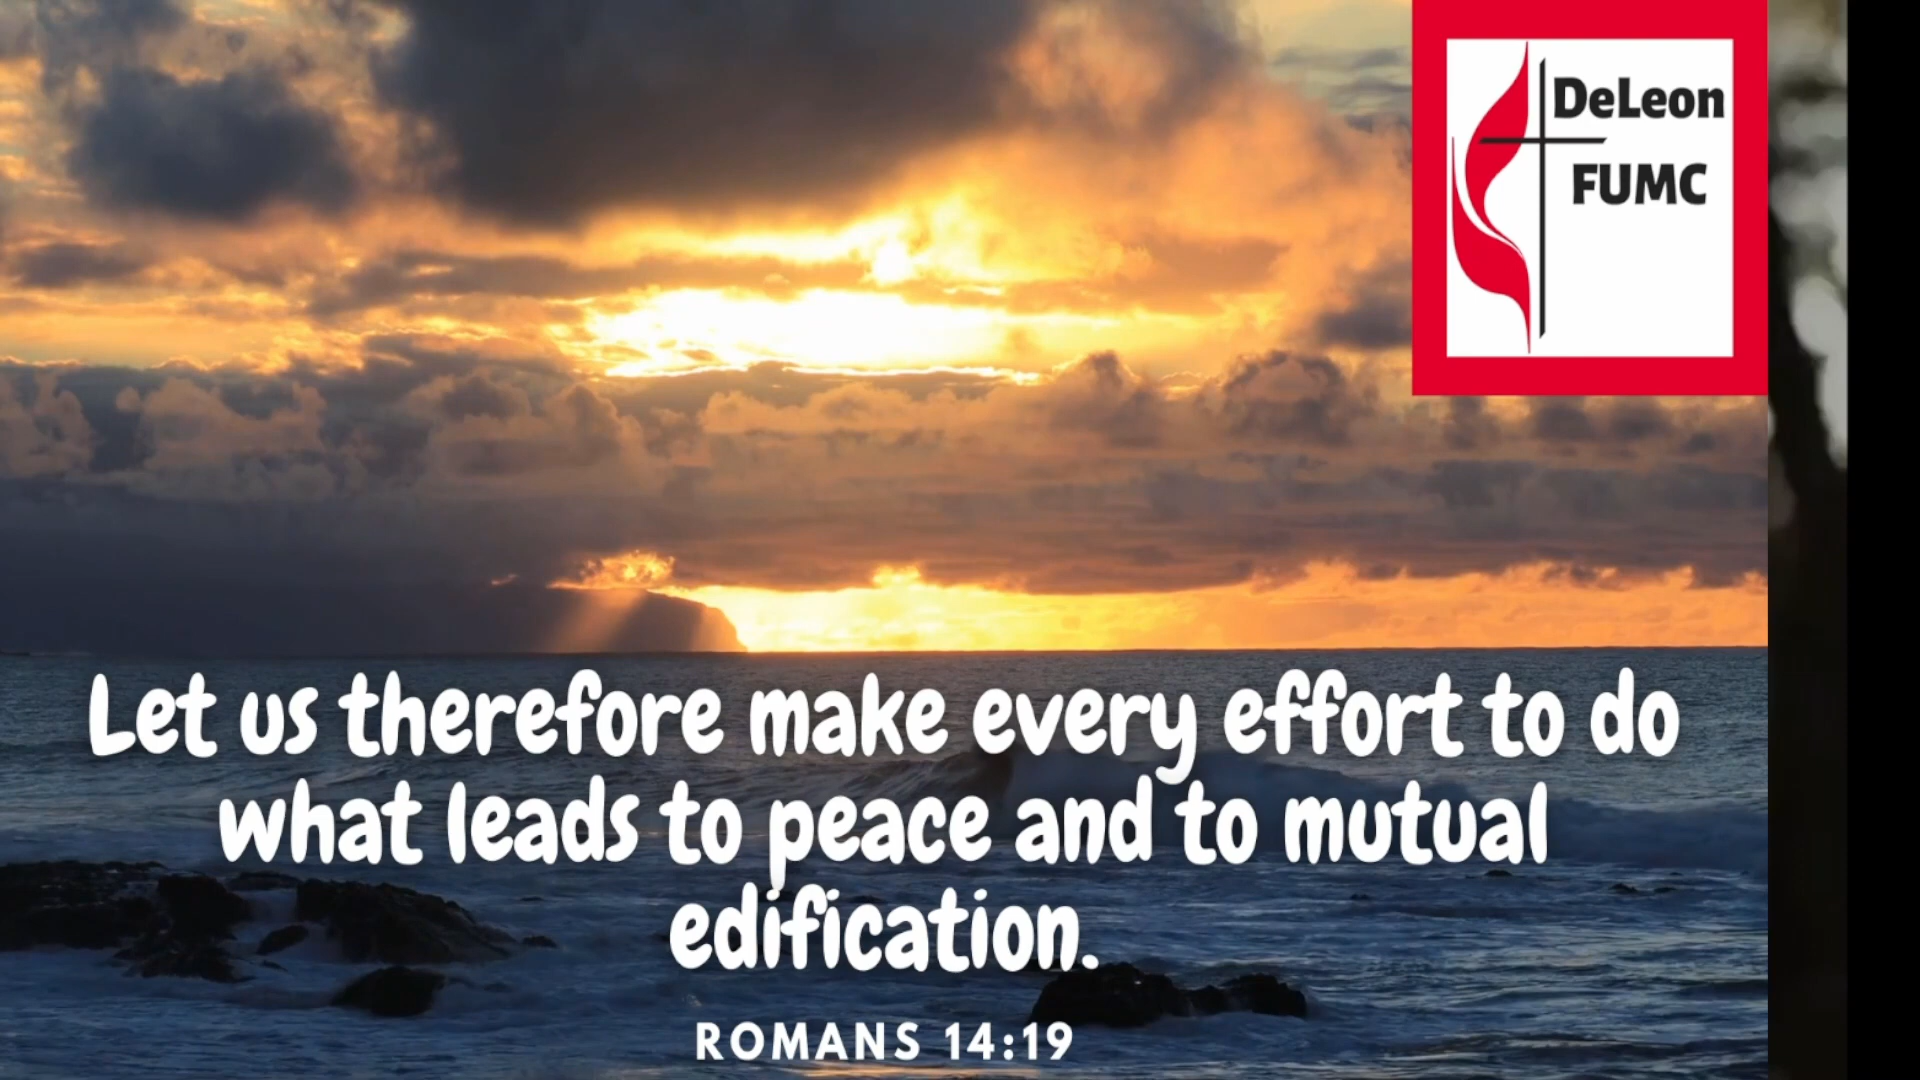 DeLeon
FUMC
Let us therefore make every effort to do
what leads to peace and to mutual
edification.
ROMANS 14:19